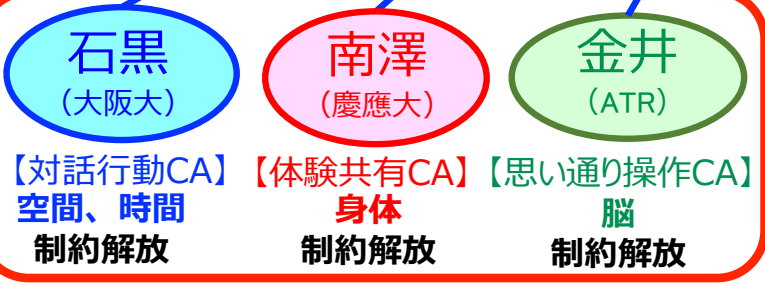 石黒
（大阪大）
【対話行動CA】
空間、時間
制約解放
南澤
（慶應大）
【体験共有CA】
身体
制約解放
金井
（ATR）
【思い通り操作CA】
脳
制約解放